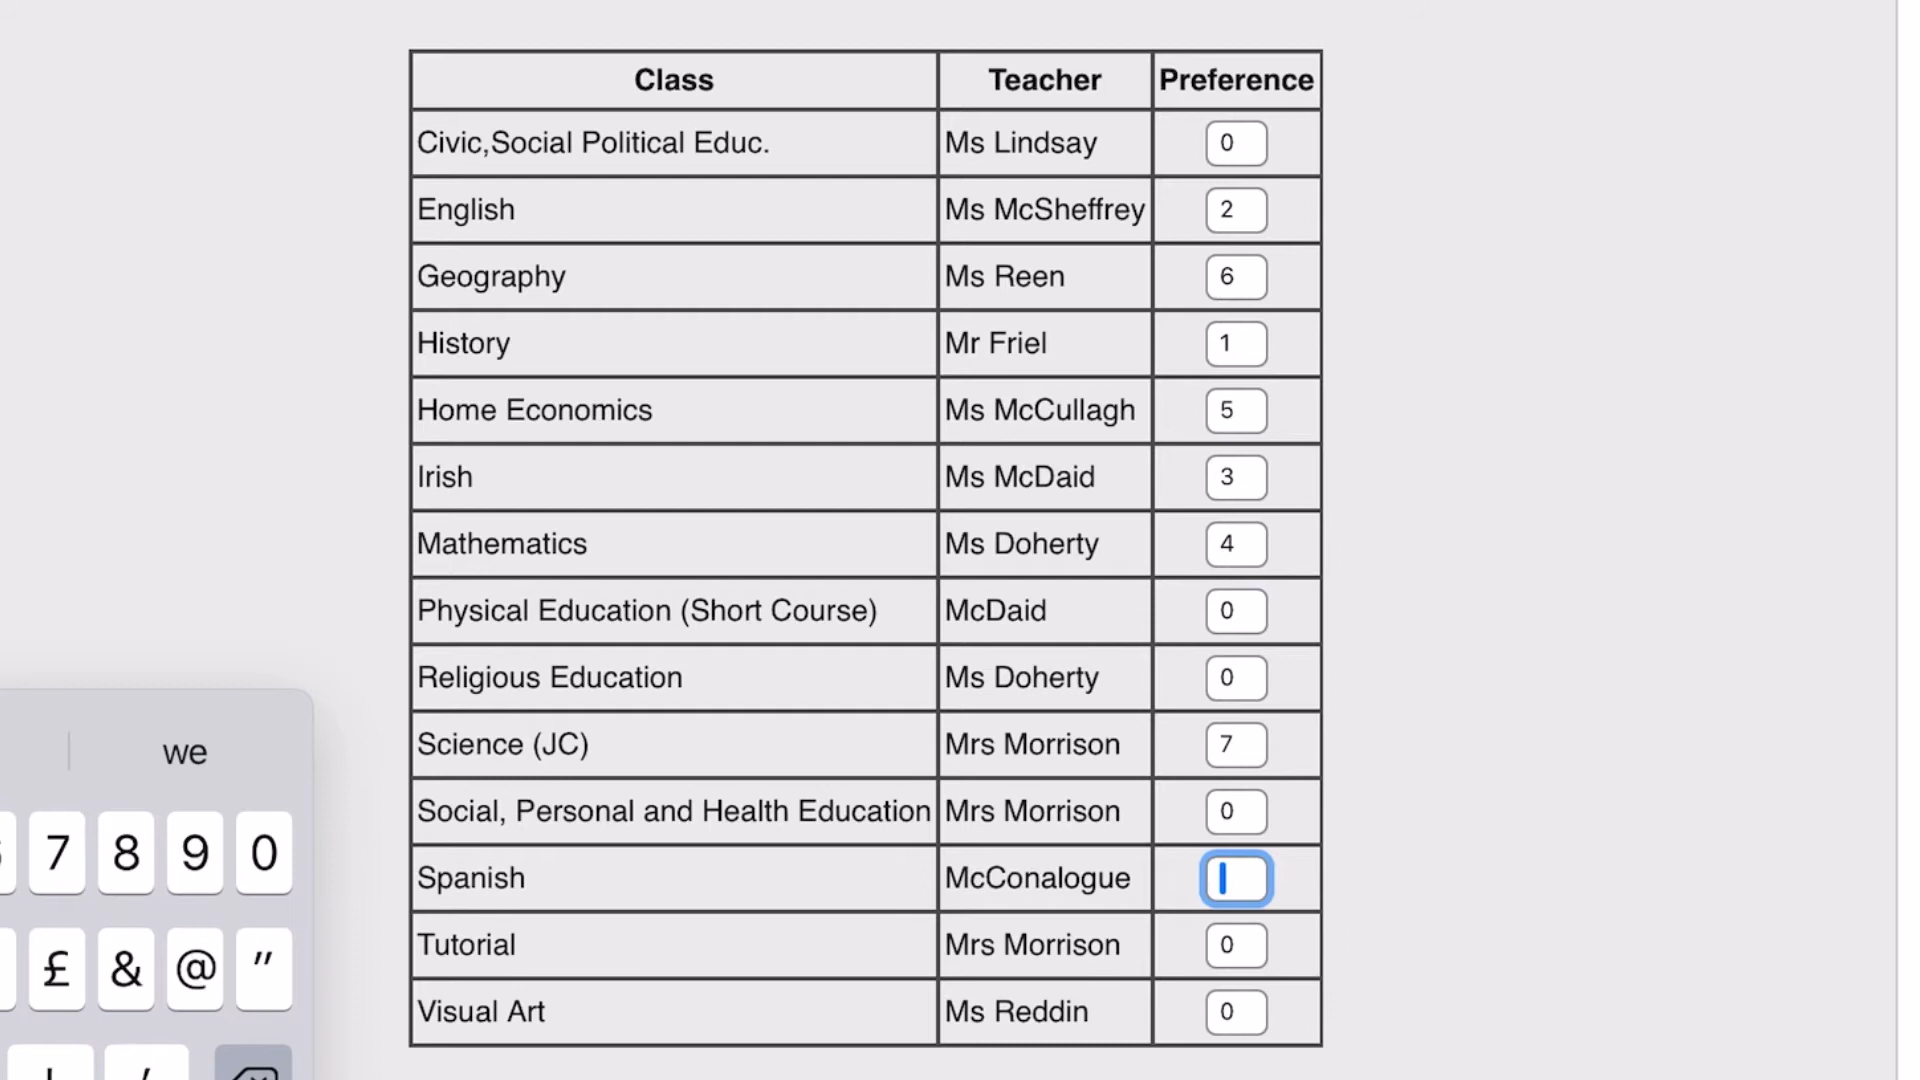 Class Teacher Preference
Civic,Social Political Educ. Ms Lindsay 0
English Ms McSheffrey 2
Geography Ms Reen 6
History Mr Friel 1
Home Economics Ms McCullagh 5
Irish Ms McDaid 3
Mathematics Ms Doherty 4
Physical Education (Short Course) McDaid 0
Religious Education Ms Doherty 0
Science (JC) Mrs Morrison 7
Social, Personal and Health Education Mrs Morrison 0
Spanish McConalogue
Tutorial Mrs Morrison 0
Visual Art Ms Reddin 0
we
7 8 9 0
£ & @ "